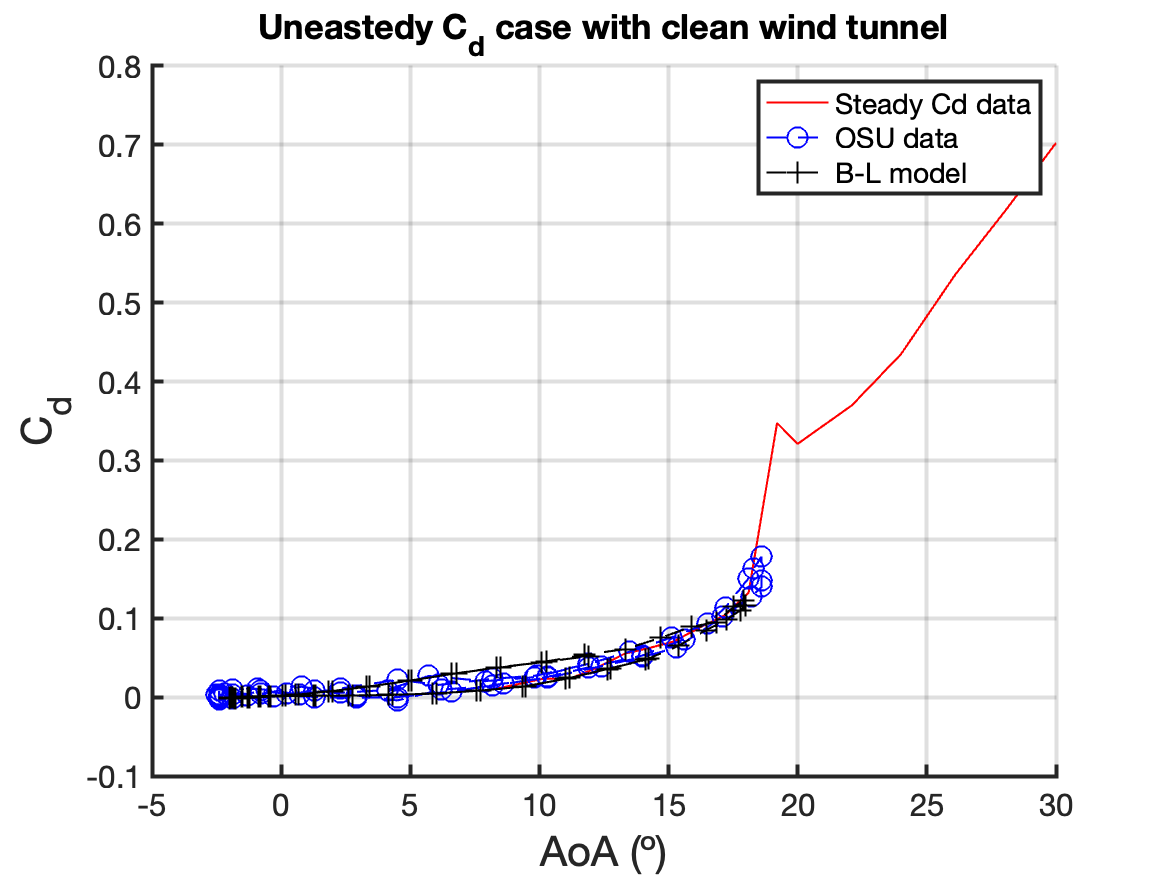 Uneastedy Cd case with clean wind tunnel
Steady Cd data
OSU data
B-L model
Cd
0.8
0.7
0.6
0.5
0.4
0.3
0.2
0.1
0
-0.1
-5 0 5 10 15 20 25 30
AoA (º)